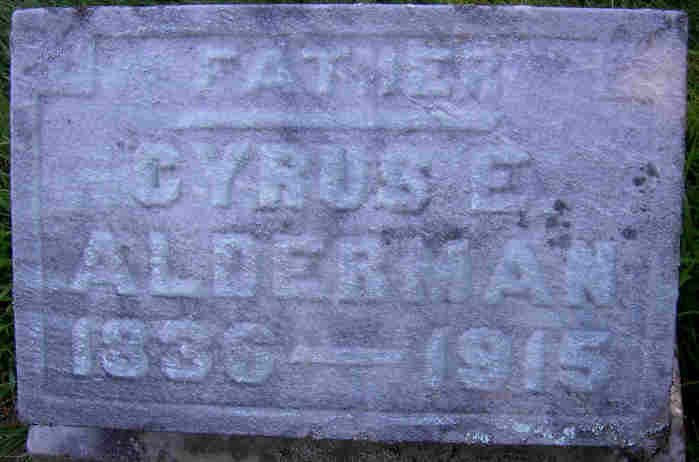 FATHER
CYRUS E.
ALDERMAN
1836 — 1915